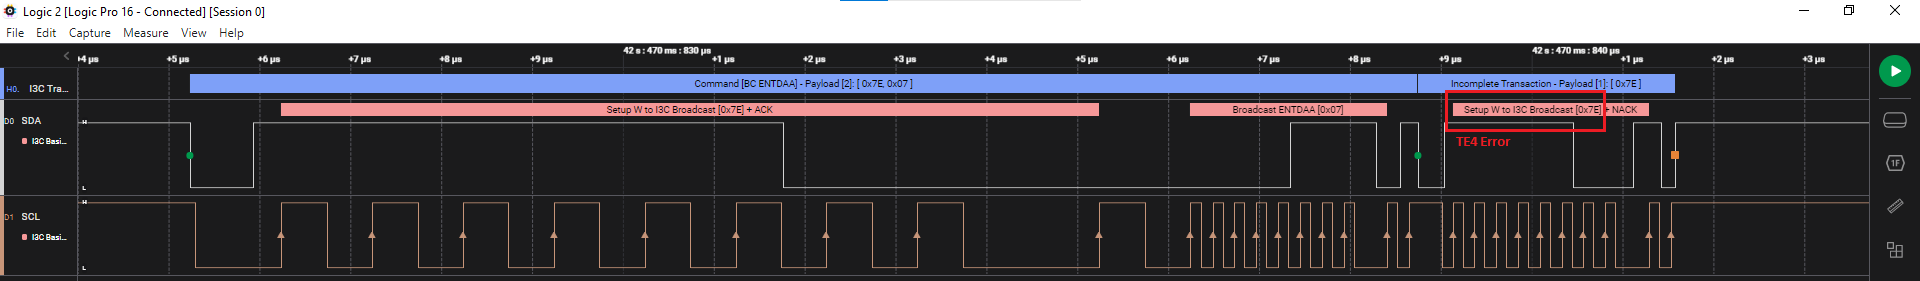 Logic 2 [Logic Pro 16 - Connected] [Session 0]
File Edit Capture Measure View Help
42 s : 470 ms : 830 µs 42 s : 470 ms : 840 µs
+4 µs +5 µs +6 µs +7 µs +8 µs +9 µs +1 µs +2 µs +3 µs +4 µs +5 µs +6 µs +7 µs +8 µs +9 µs +1 µs +2 µs +3 µs
H0. I3C Tra... Command [BC ENTDAA] - Payload [2]: [ 0x7E, 0x07 ] Incomplete Transaction - Payload [1]: [ 0x7E ]
Setup W to I3C Broadcast [0x7E] + ACK Broadcast ENTDAA [0x07] Setup W to I3C Broadcast [0x7E] + NACK
D0 SDA H
I3C Basi... TE4 Error
1F
L
H
D1 SCL
I3C Basi...
L